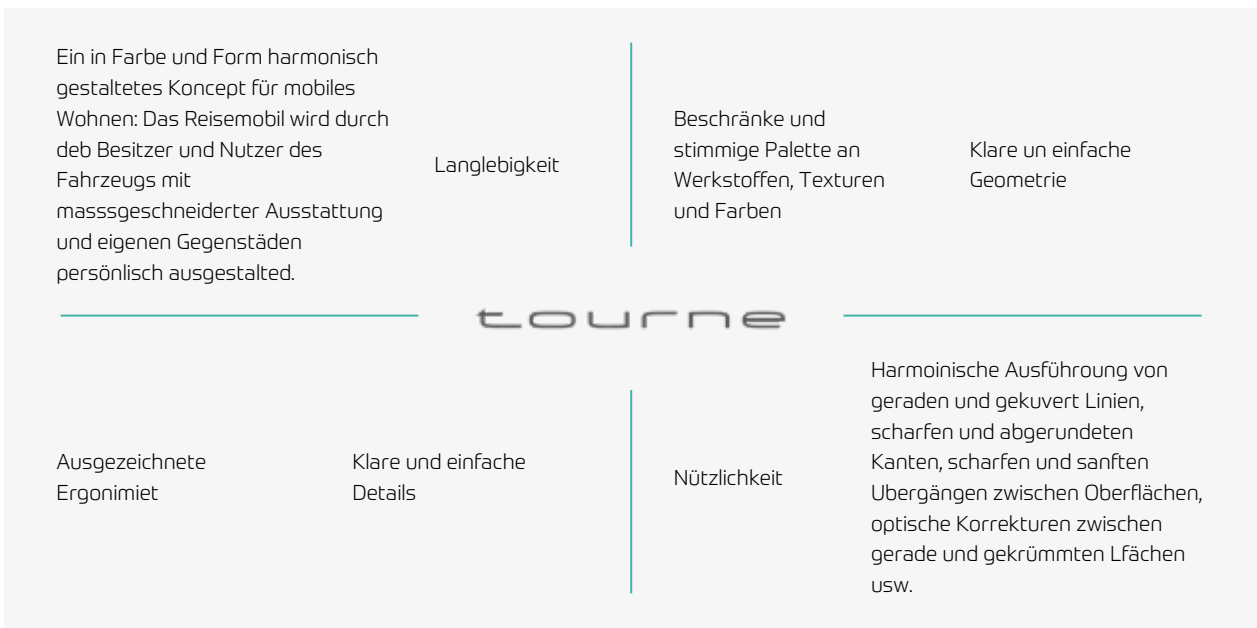 Ein in Farbe und Form harmonisch
gestaltetes Koncept für mobiles
Wohnen: Das Reisemobil wird durch
deb Besitzer und Nutzer des
Fahrzeugs mit
masssgeschneiderter Ausstattung
und eigenen Gegenstäden
persönlisch ausgestalted.
Langlebigkeit
Beschränke und
stimmige Palette an
Werkstoffen, Texturen
und Farben
Klare un einfache
Geometrie
tourne
Ausgezeichnete
Ergonimiet
Klare und einfache
Details
Nützlichkeit
Harmoinische Ausführoung von
geraden und gekuvert Linien,
scharfen und abgerundeten
Kanten, scharfen und sanften
Ubergängen zwischen Oberflächen,
optische Korrekturen zwischen
gerade und gekrümmten Lfächen
usw.